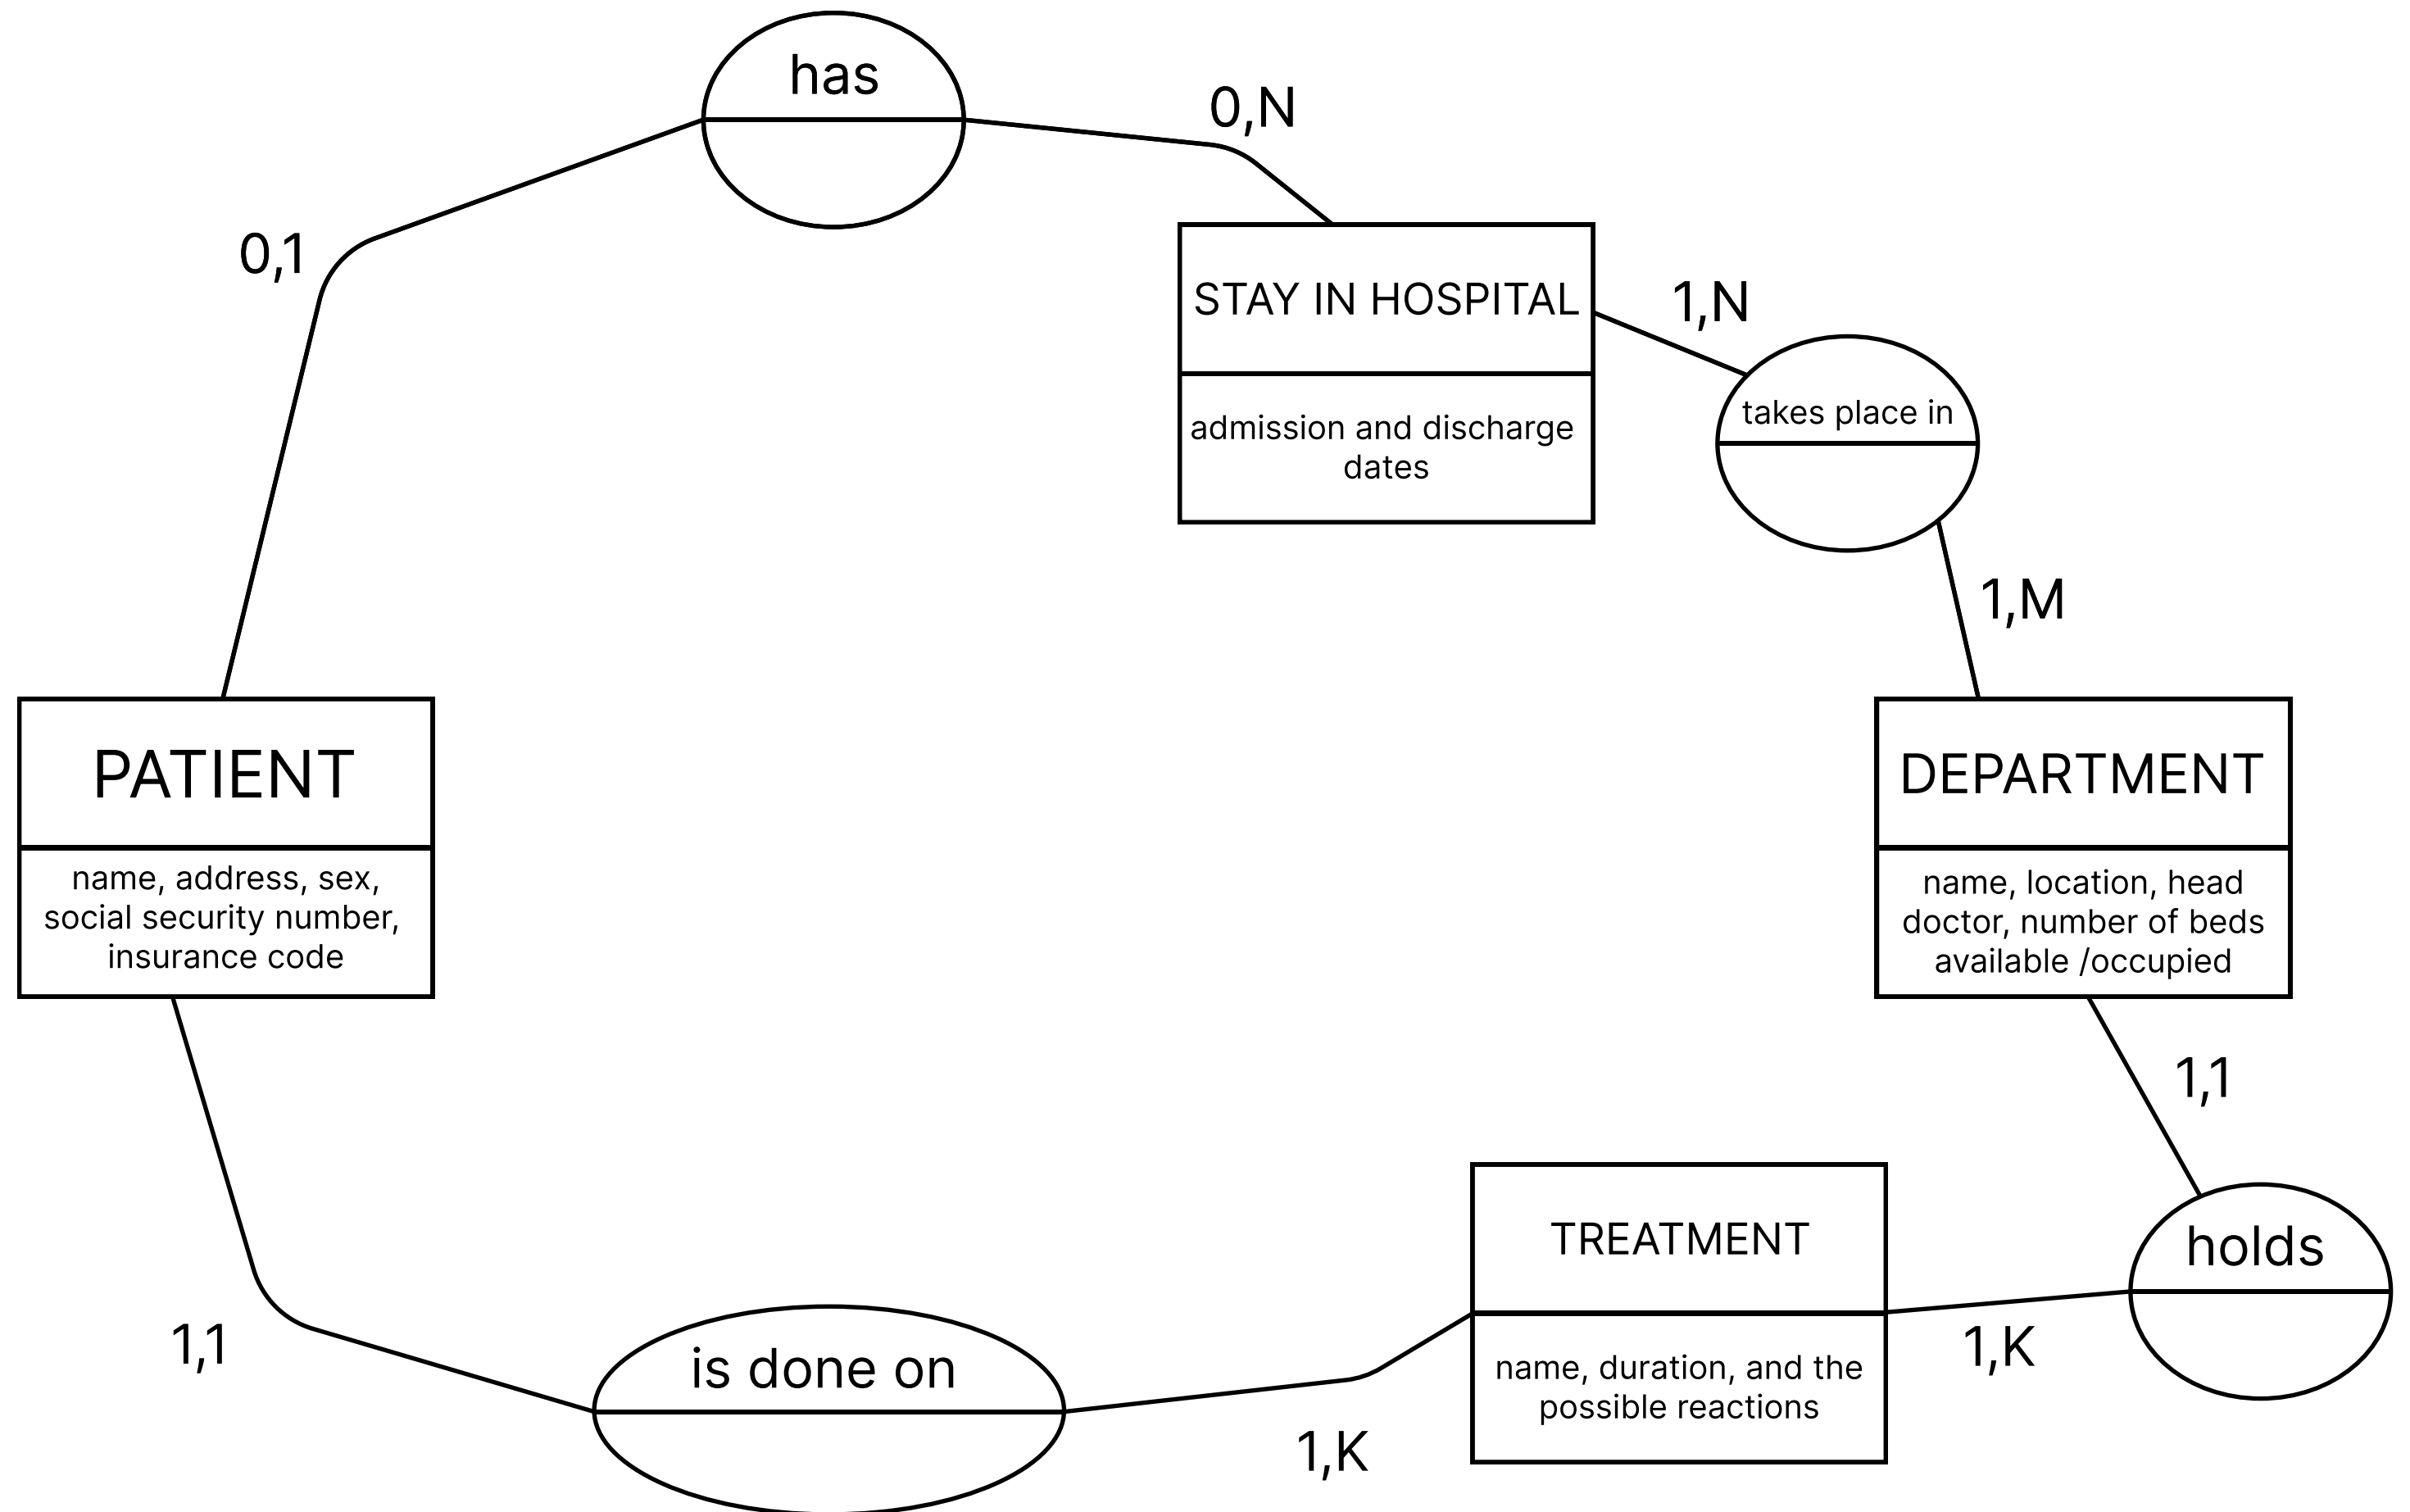 has
0,N
0,1
STAY IN HOSPITAL
1,N
admission and discharge
dates
takes place in
1,M
PATIENT
name, address, sex,
social security number,
insurance code
DEPARTMENT
name, location, head
doctor, number of beds
available /occupied
1,1
TREATMENT
name, duration, and the
possible reactions
holds
1,K
1,1
is done on
1,K